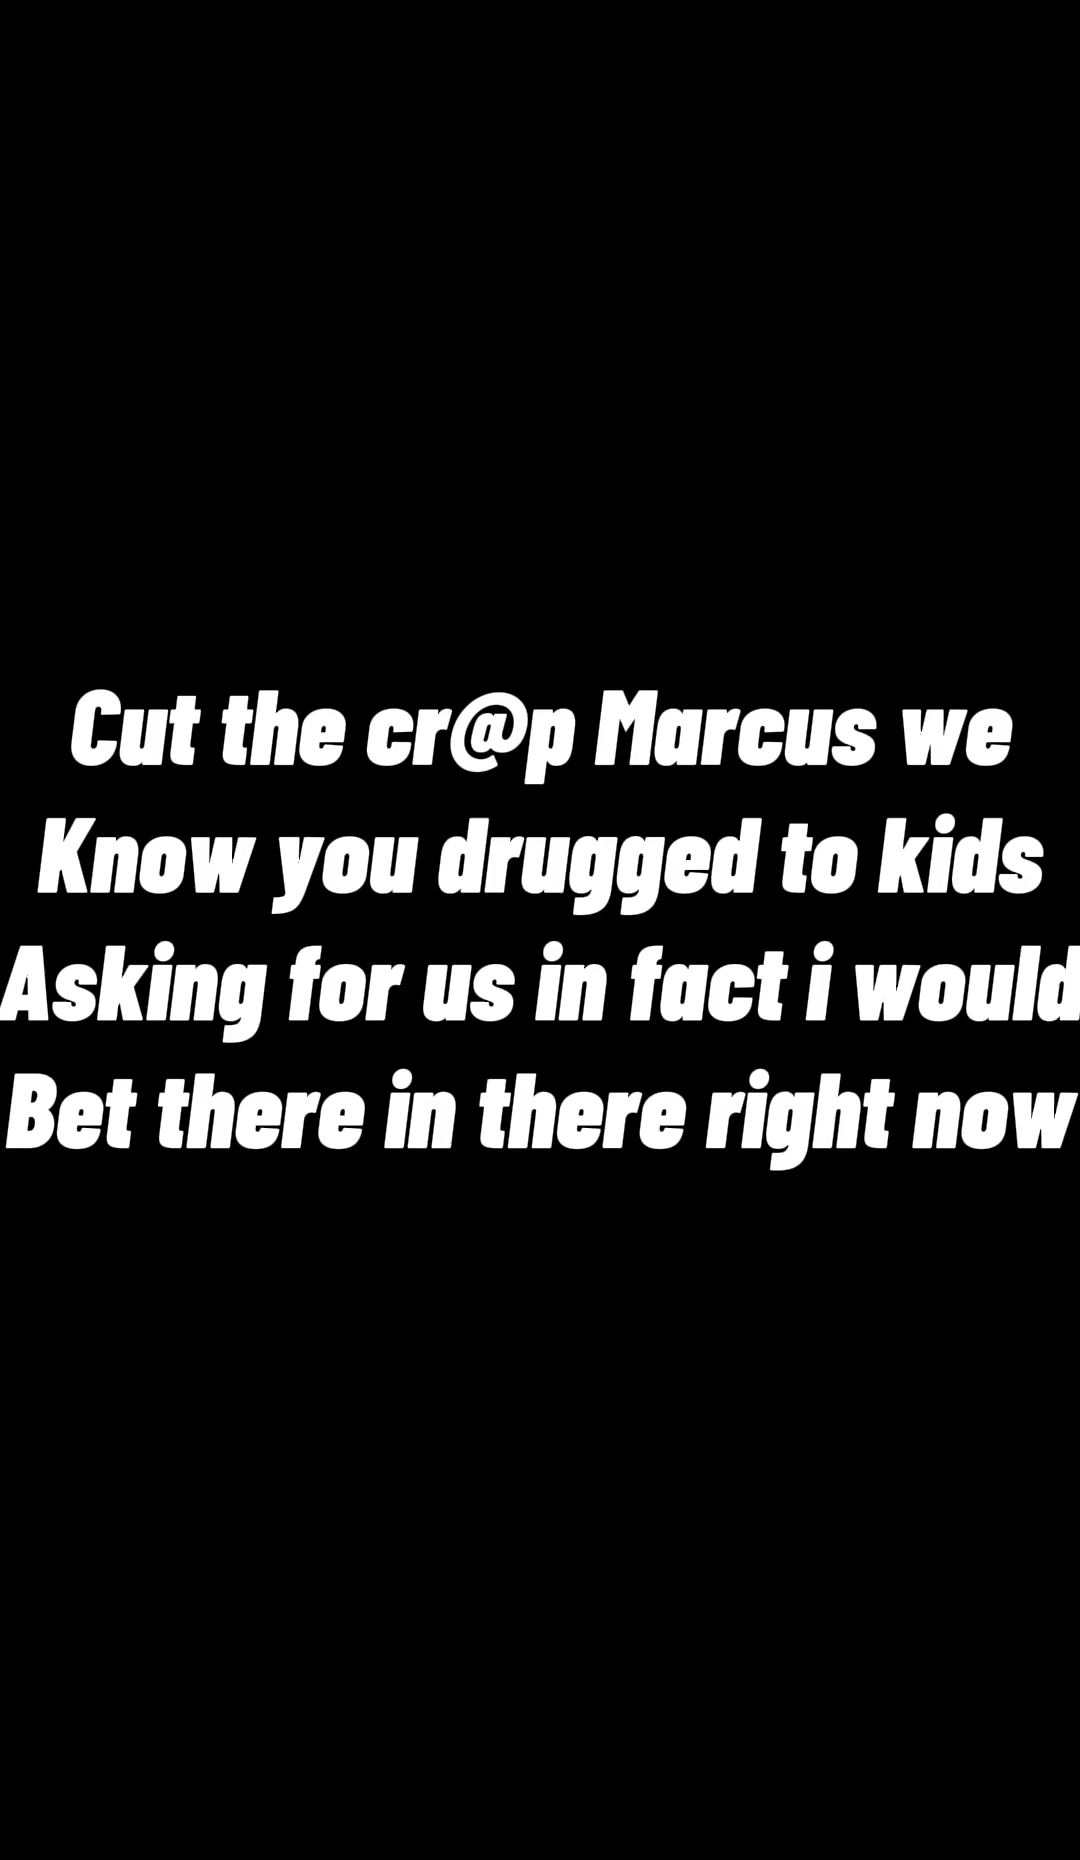 Cut the cr@p Marcus we
Know you drugged to kids
Asking for us in fact i would
Bet there in there right now